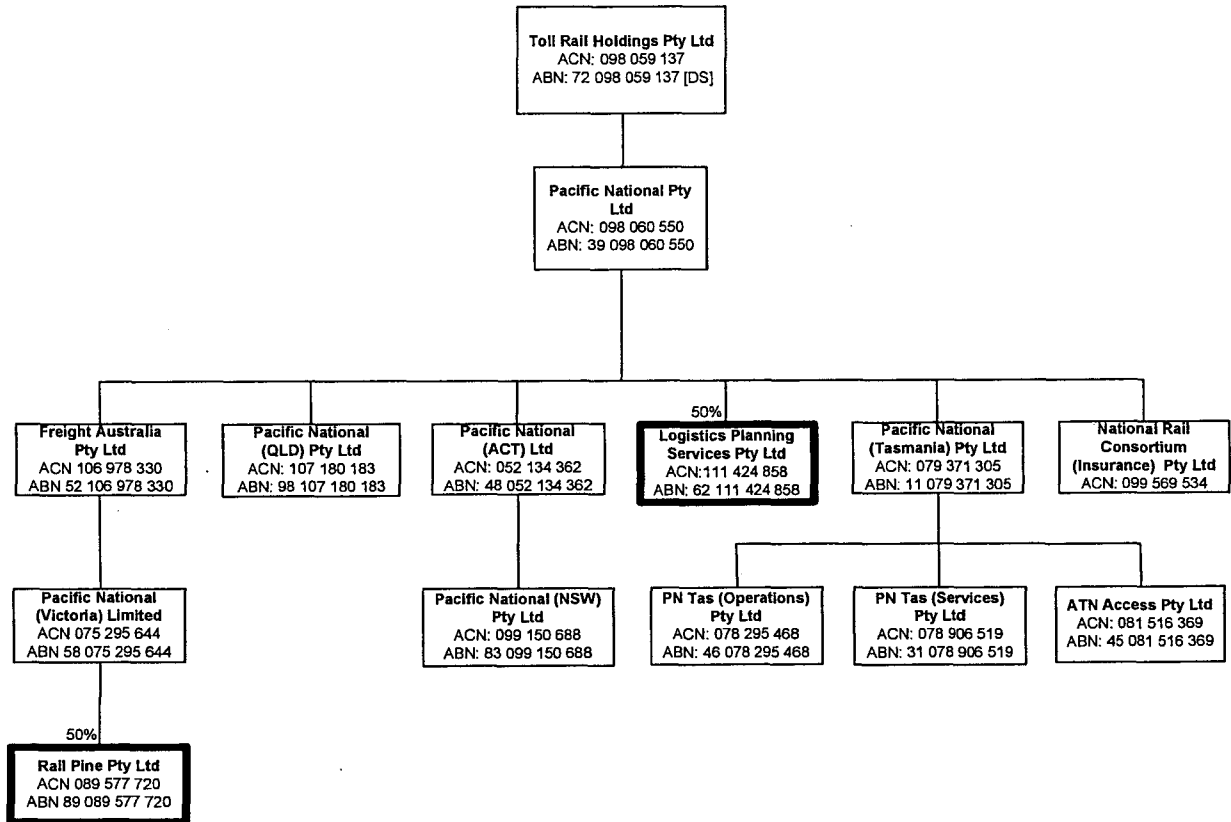 Toll Rail Holdings Pty Ltd
ACN: 098 059 137
ABN: 72 098 059 137 [DS]
Pacific National Pty
Ltd
ACN: 098 060 550
ABN: 39 098 060 550
Freight Australia
Pty Ltd
ACN 106 978 330
ABN 52 106 978 330
Pacific National
(QLD) Pty Ltd
ACN: 107 180 183
ABN: 98 107 180 183
Pacific National
(ACT) Ltd
ACN: 052 134 362
ABN: 48 052 134 362
50%
Logistics Planning
Services Pty Ltd
ACN:111 424 858
ABN: 62 111 424 858
Pacific National
(Tasmania) Pty Ltd
ACN: 079 371 305
ABN: 11 079 371 305
National Rail
Consortium
(Insurance) Pty Ltd
ACN: 099 569 534
Pacific National
(Victoria) Limited
ACN 075 295 644
ABN 58 075 295 644
Pacific National (NSW)
Pty Ltd
ACN: 099 150 688
ABN: 83 099 150 688
PN Tas (Operations)
Pty Ltd
ACN: 078 295 468
ABN: 46 078 295 468
PN Tas (Services)
Pty Ltd
ACN: 078 906 519
ABN: 31 078 906 519
ATN Access Pty Ltd
ACN: 081 516 369
ABN: 45 081 516 369
50%
Rail Pine Pty Ltd
ACN 089 577 720
ABN 89 089 577 720